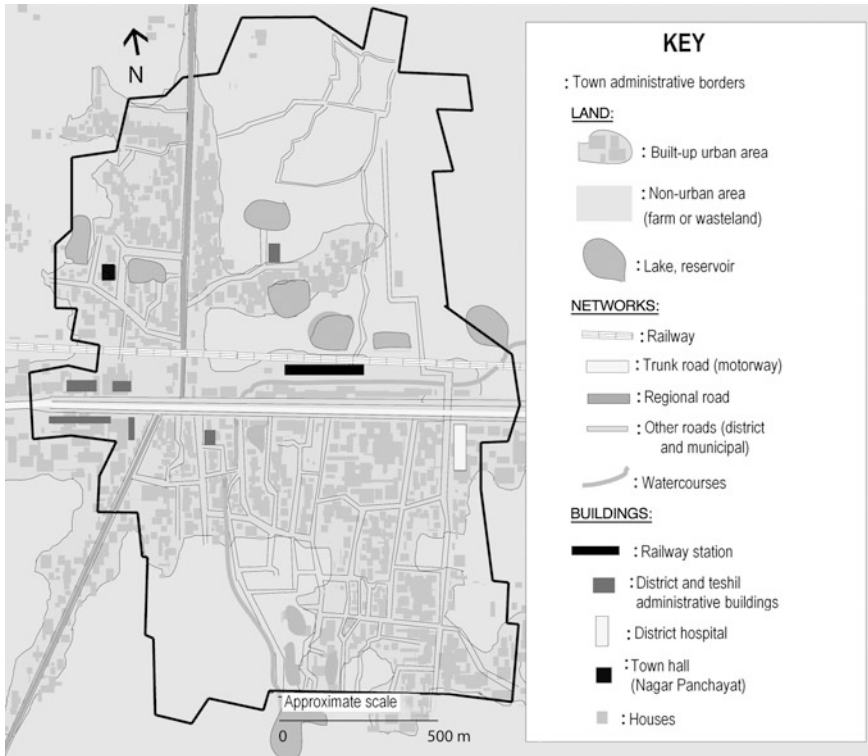 N
KEY
: Town administrative borders
LAND:
: Built-up urban area
: Non-urban area
(farm or wasteland)
: Lake, reservoir
NETWORKS:
: Railway
: Trunk road (motorway)
: Regional road
: Other roads (district
and municipal)
: Watercourses
BUILDINGS:
: Railway station
: District and teshil
administrative buildings
: District hospital
: Town hall
(Nagar Panchayat)
: Houses
Approximate scale
0 500 m